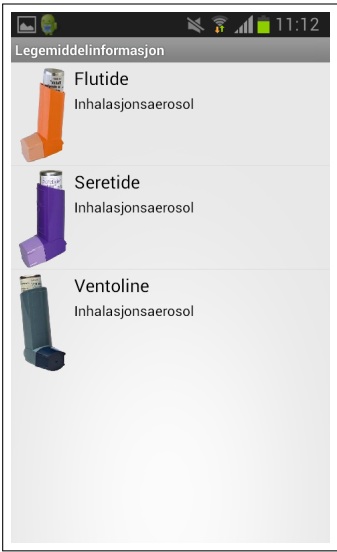 11:12
Legemiddelinformasjon
Flutide
Inhalasjonsaerosol
Seretide
Inhalasjonsaerosol
Ventoline
Inhalasjonsaerosol